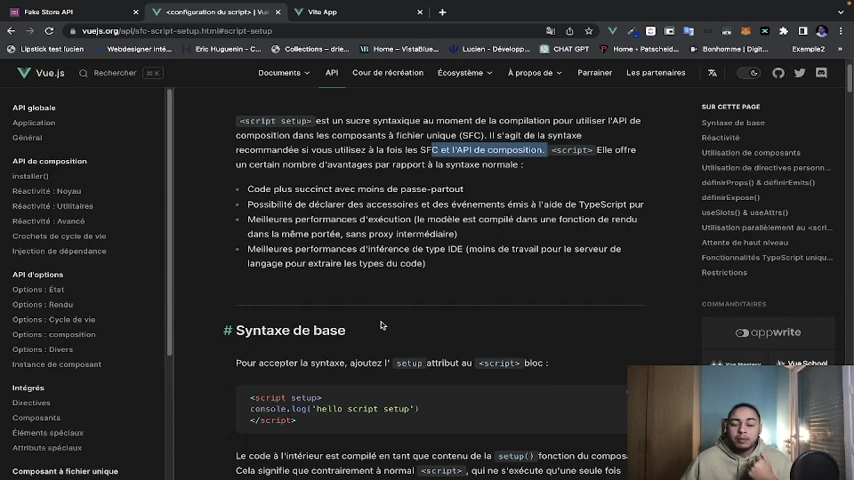 Fake Store API
<configuration du script> | Vue.
Vite App
vuejs.org/api/sfc-script-setup.html#script-setup
Lipstick test licen
Webdesigner intét
Eric Huguenin - C
Collections – drie...
Home – VisualB
Lucien - Dévelop
CHAT GPT
Home - Patscheid
Bonhomme | Digit
Exemple2
Vue.js
Rechercher
⌘ K
Documents
API
Cour de récréation
Écosystème
À propos de
Parrainer
Les partenaires
API globale
Application
Général
API de composition
installer()
Réactivité : Noyau
Réactivité : Utilitaires
Réactivité : Avancé
Crochets de cycle de vie
Injection de dépendance
API d'options
Options : État
Options : Rendu
Options : Cycle de vie
Options : composition
Options : Divers
Instance de composant
Intégrés
Directives
Composants
Éléments spéciaux
Attributs spéciaux
Composant à fichier unique
<script setup> est un sucre syntaxique au moment de la compilation pour utiliser l'API de
composition dans les composants à fichier unique (SFC). Il s'agit de la syntaxe
recommandée si vous utilisez à la fois les SFC et l'API de composition. <script> Elle offre
un certain nombre d'avantages par rapport à la syntaxe normale :
Code plus succinct avec moins de passe-partout
Possibilité de déclarer des accessoires et des événements émis à l'aide de TypeScript pur
Meilleures performances d'exécution (le modèle est compilé dans une fonction de rendu
dans la même portée, sans proxy intermédiaire)
Meilleures performances d'inférence de type IDE (moins de travail pour le serveur de
langage pour extraire les types du code)
# Syntaxe de base
Pour accepter la syntaxe, ajoutez l' setup attribut au <script> bloc :
<script setup>
console.log('hello script setup')
</script>
Le code à l'intérieur est compilé en tant que contenu de la setup() fonction du compos
Cela signifie que contrairement à normal <script>, qui ne s'exécute qu'une seule fois
SUR CETTE PAGE
Syntaxe de base
Réactivité
Utilisation de composants
Utilisation de directives personn...
définirProps() & définirEmits()
définirExpose()
useSlots() & useAttrs()
Utilisation parallèlement au <scri...
Attente de haut niveau
Fonctionnalités TypeScript uniqu...
Restrictions
COMMANDITAIRES
appwrite
Vue Mastery
Vue School